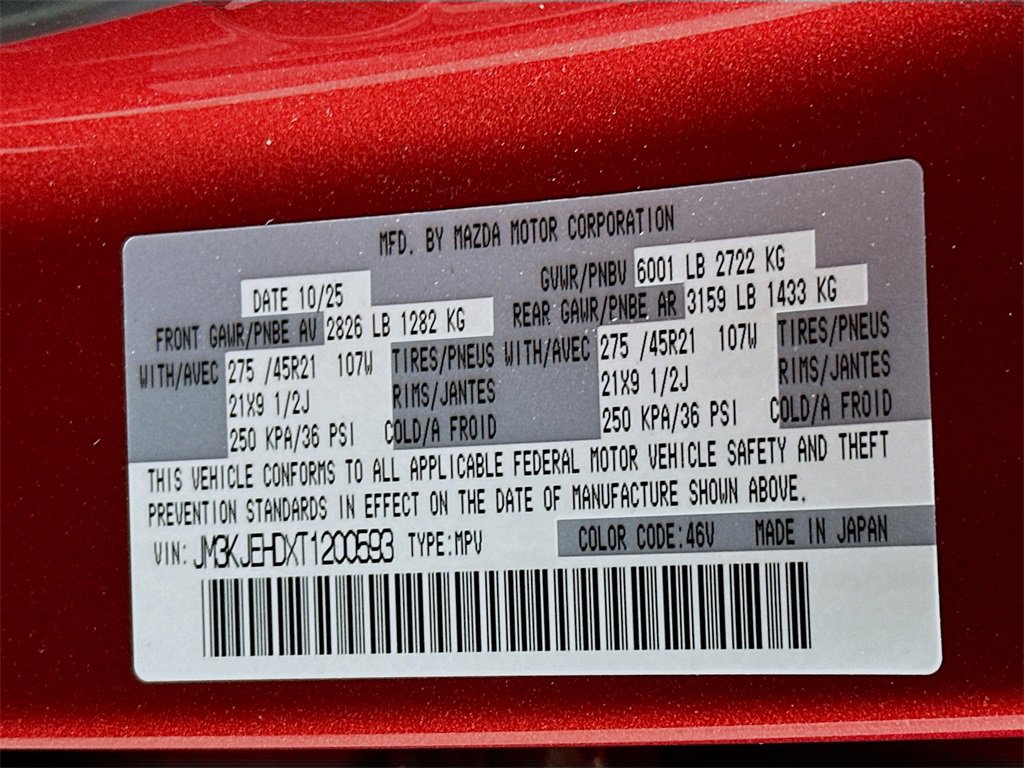 MFD. BY MAZDA MOTOR CORPORATION
DATE 10/25 GVWR/PNBV 6001 LB 2722 KG
FRONT GAWR/PNBE AV 2826 LB 1282 KG REAR GAWR/PNBE AR 3159 LB 1433 KG
WITH/AVEC 275 /45R21 107W TIRES/PNEUS WITH/AVEC 275 /45R21 107W TIRES/PNEUS
21X9 1/2J RIMS/JANTES 21X9 1/2J RIMS/JANTES
250 KPA/36 PSI COLD/A FROID 250 KPA/36 PSI COLD/A FROID
THIS VEHICLE CONFORMS TO ALL APPLICABLE FEDERAL MOTOR VEHICLE SAFETY AND THEFT
PREVENTION STANDARDS IN EFFECT ON THE DATE OF MANUFACTURE SHOWN ABOVE.
VIN: JM3KJEHDXT1200593 TYPE:MPV COLOR CODE:46V MADE IN JAPAN